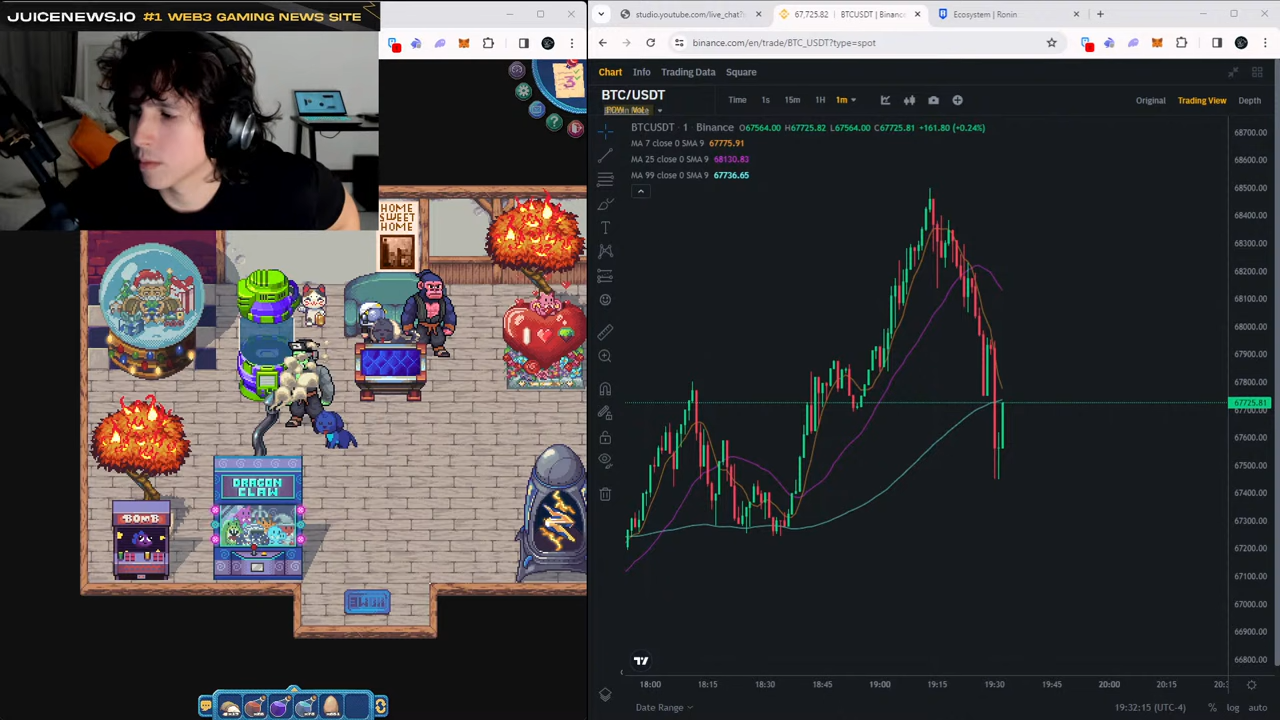 JUICENEWS.IO #1 WEB3 GAMING NEWS SITE
studio.youtube.com/live_chat?
67,725.82 | BTCUSDT | Binanc
Ecosystem | Ronin
binance.com/en/trade/BTC_USDT?type=spot
Chart Info Trading Data Square
BTC/USDT
Time 1s 15m 1H 1m
Original Trading View Depth
BTCUSDT · 1 Binance O67564.00 H67725.82 L67564.00 C67725.81 +161.80 (+0.24%)
MA 7 close 0 SMA 9 67775.91
MA 25 close 0 SMA 9 68130.83
MA 99 close 0 SMA 9 67736.65
HOME
SWEET
HOME
3
DRAGON
CLAW
BOMB
68700.00
68600.00
68500.00
68400.00
68300.00
68200.00
68100.00
68000.00
67900.00
67800.00
67725.81
67700.00
67600.00
67500.00
67400.00
67300.00
67200.00
67100.00
67000.00
66900.00
66800.00
18:00 18:15 18:30 18:45 19:00 19:15 19:30 19:45 20:00 20:15
Date Range
19:32:15 (UTC-4) % log auto